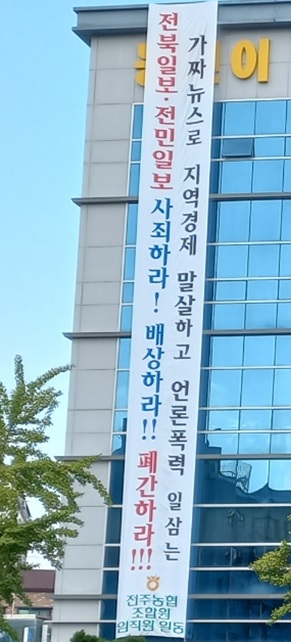 이
가짜뉴스로 지역경제 말살하고 언론폭력 일삼는
전북일보·전민일보 사죄하라! 배상하라!! 폐간하라!!!
전주농협
조합원
임직원 일동